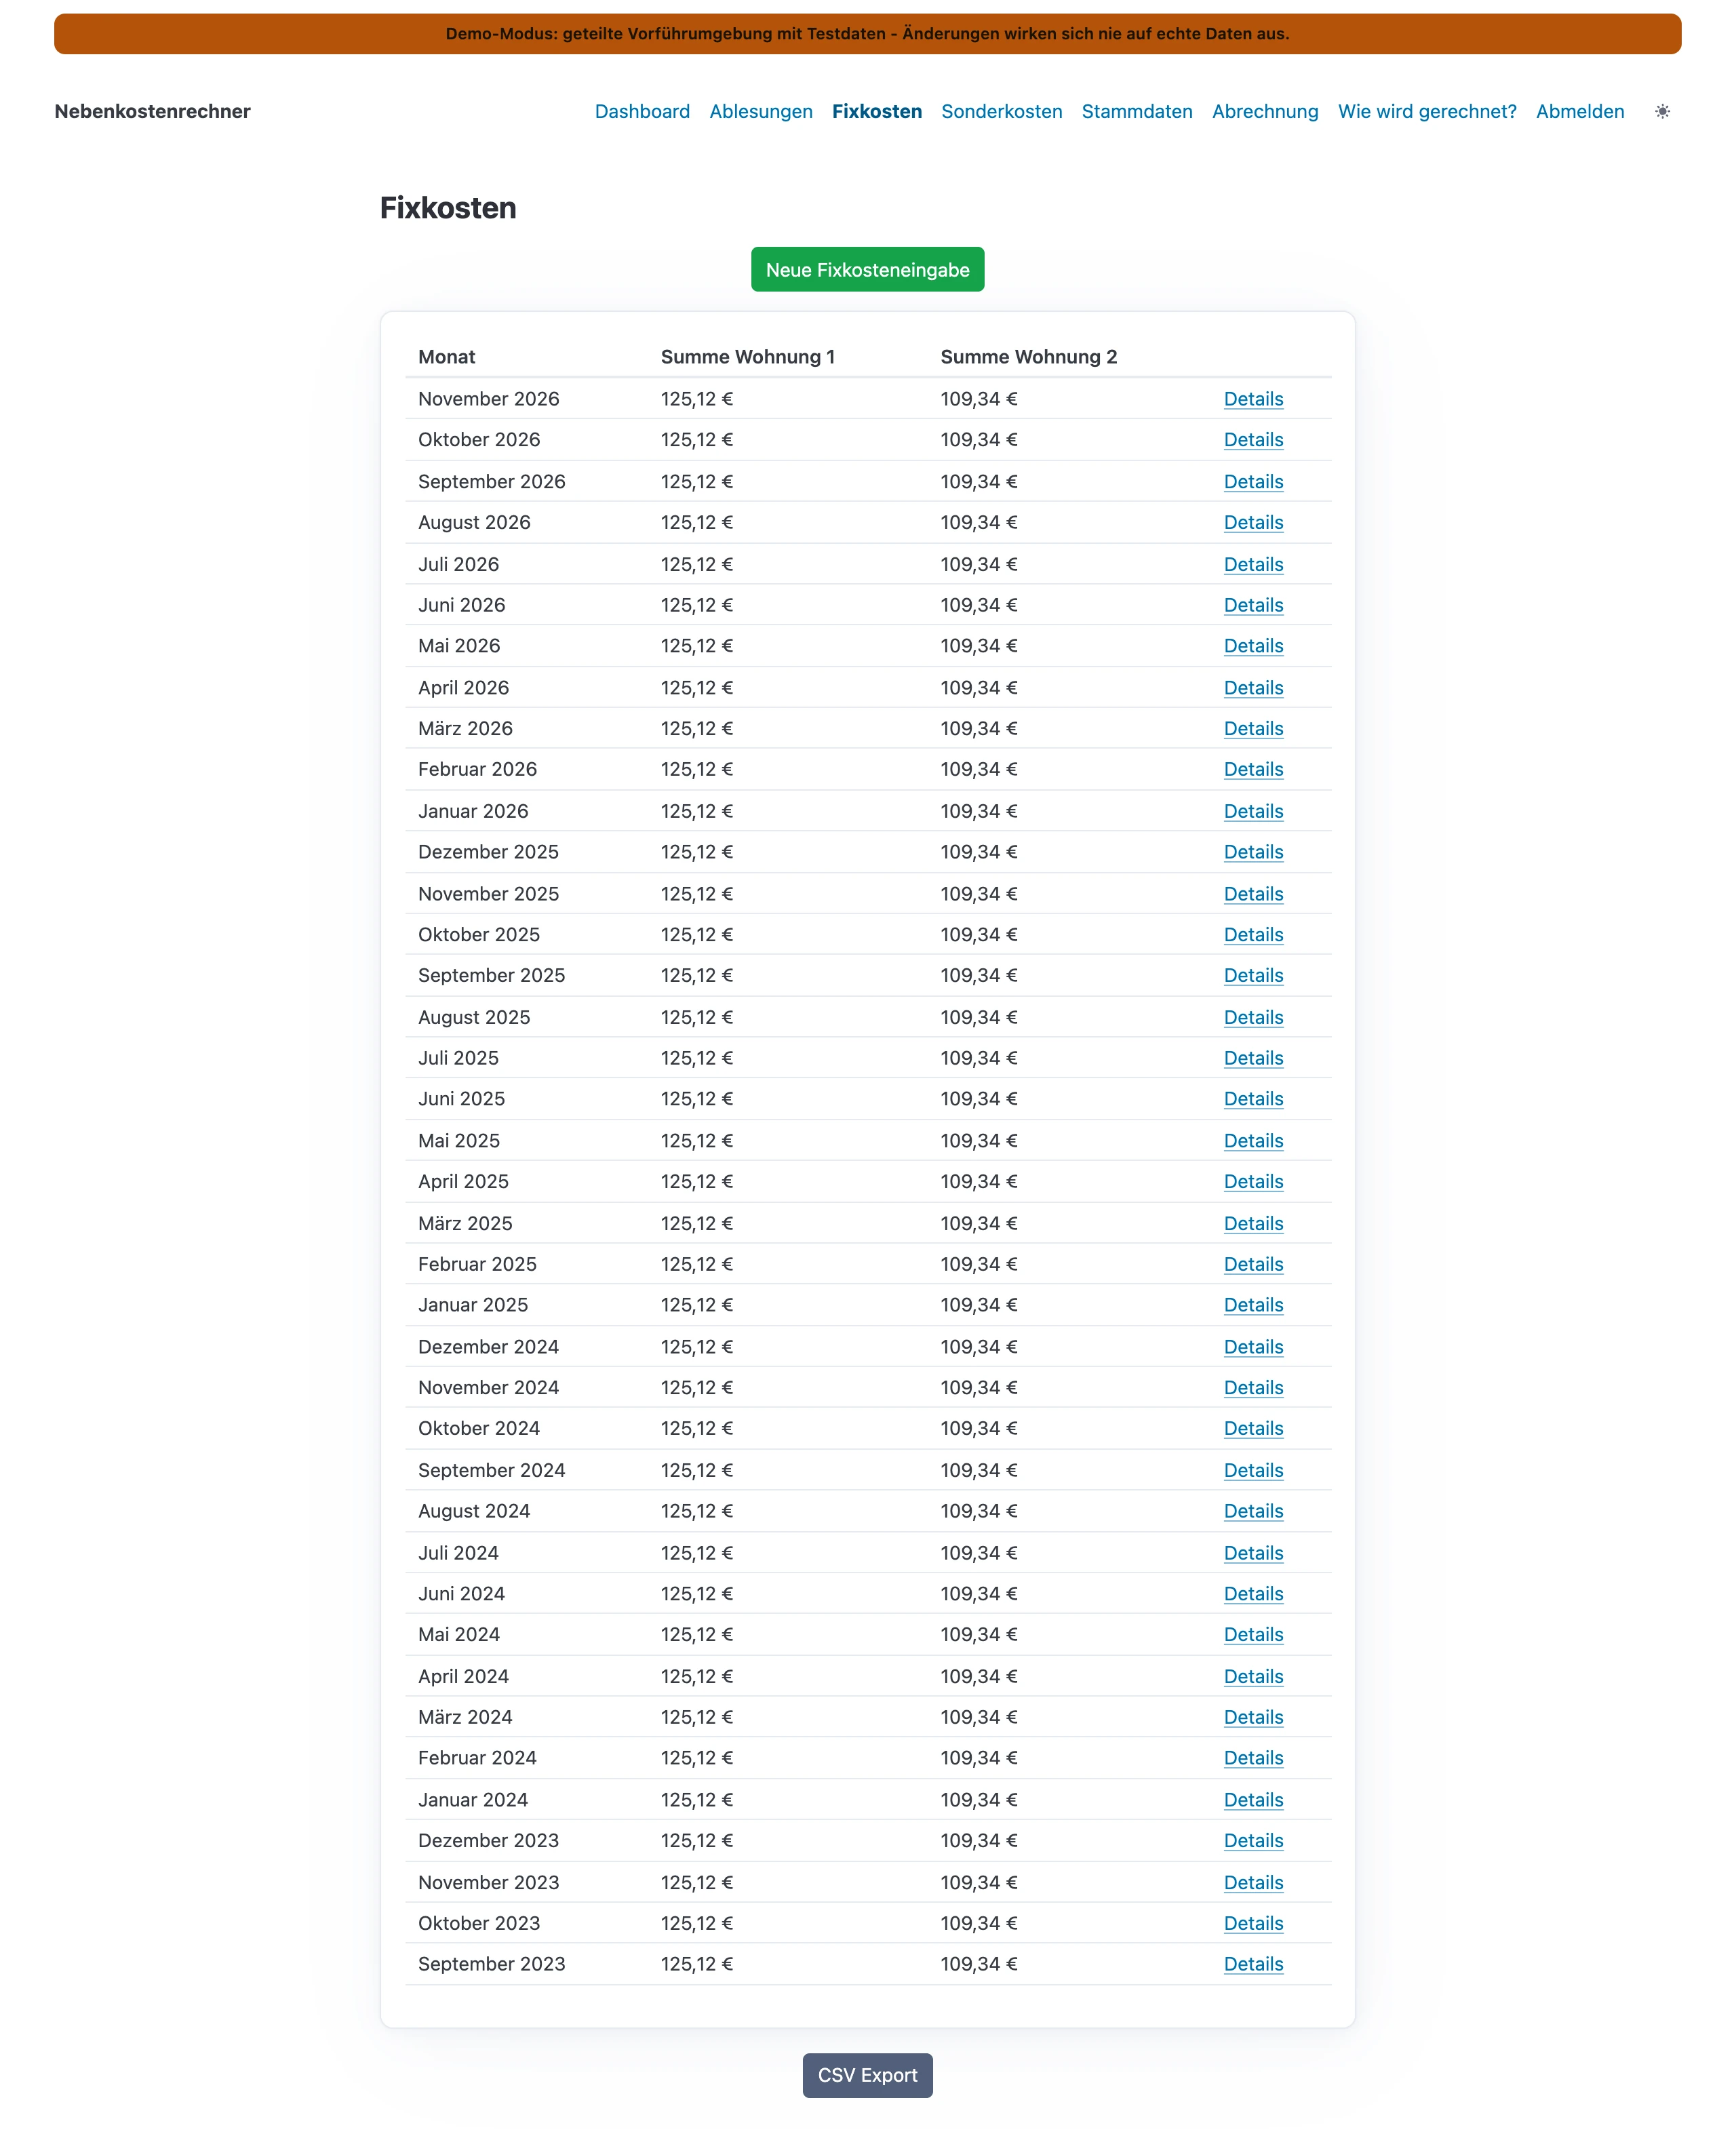 Demo-Modus: geteilte Vorführumgebung mit Testdaten - Änderungen wirken sich nie auf echte Daten aus.
Nebenkostenrechner Dashboard Ablesungen Fixkosten Sonderkosten Stammdaten Abrechnung Wie wird gerechnet? Abmelden
Fixkosten
Neue Fixkosteneingabe
Monat Summe Wohnung 1 Summe Wohnung 2
November 2026 125,12 € 109,34 € Details
Oktober 2026 125,12 € 109,34 € Details
September 2026 125,12 € 109,34 € Details
August 2026 125,12 € 109,34 € Details
Juli 2026 125,12 € 109,34 € Details
Juni 2026 125,12 € 109,34 € Details
Mai 2026 125,12 € 109,34 € Details
April 2026 125,12 € 109,34 € Details
März 2026 125,12 € 109,34 € Details
Februar 2026 125,12 € 109,34 € Details
Januar 2026 125,12 € 109,34 € Details
Dezember 2025 125,12 € 109,34 € Details
November 2025 125,12 € 109,34 € Details
Oktober 2025 125,12 € 109,34 € Details
September 2025 125,12 € 109,34 € Details
August 2025 125,12 € 109,34 € Details
Juli 2025 125,12 € 109,34 € Details
Juni 2025 125,12 € 109,34 € Details
Mai 2025 125,12 € 109,34 € Details
April 2025 125,12 € 109,34 € Details
März 2025 125,12 € 109,34 € Details
Februar 2025 125,12 € 109,34 € Details
Januar 2025 125,12 € 109,34 € Details
Dezember 2024 125,12 € 109,34 € Details
November 2024 125,12 € 109,34 € Details
Oktober 2024 125,12 € 109,34 € Details
September 2024 125,12 € 109,34 € Details
August 2024 125,12 € 109,34 € Details
Juli 2024 125,12 € 109,34 € Details
Juni 2024 125,12 € 109,34 € Details
Mai 2024 125,12 € 109,34 € Details
April 2024 125,12 € 109,34 € Details
März 2024 125,12 € 109,34 € Details
Februar 2024 125,12 € 109,34 € Details
Januar 2024 125,12 € 109,34 € Details
Dezember 2023 125,12 € 109,34 € Details
November 2023 125,12 € 109,34 € Details
Oktober 2023 125,12 € 109,34 € Details
September 2023 125,12 € 109,34 € Details
CSV Export